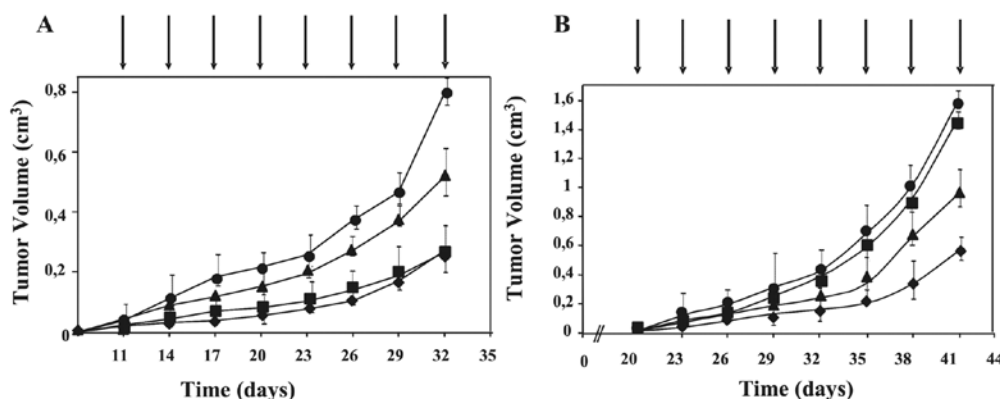 A
Tumor Volume (cm3)
0,8
0,6
0,4
0,2
0
11 14 17 20 23 26 29 32 35
Time (days)
B
Tumor Volume (cm3)
1,6
1,4
1,2
1
0,8
0,6
0,4
0,2
0
0 20 23 26 29 32 35 38 41 44
Time (days)